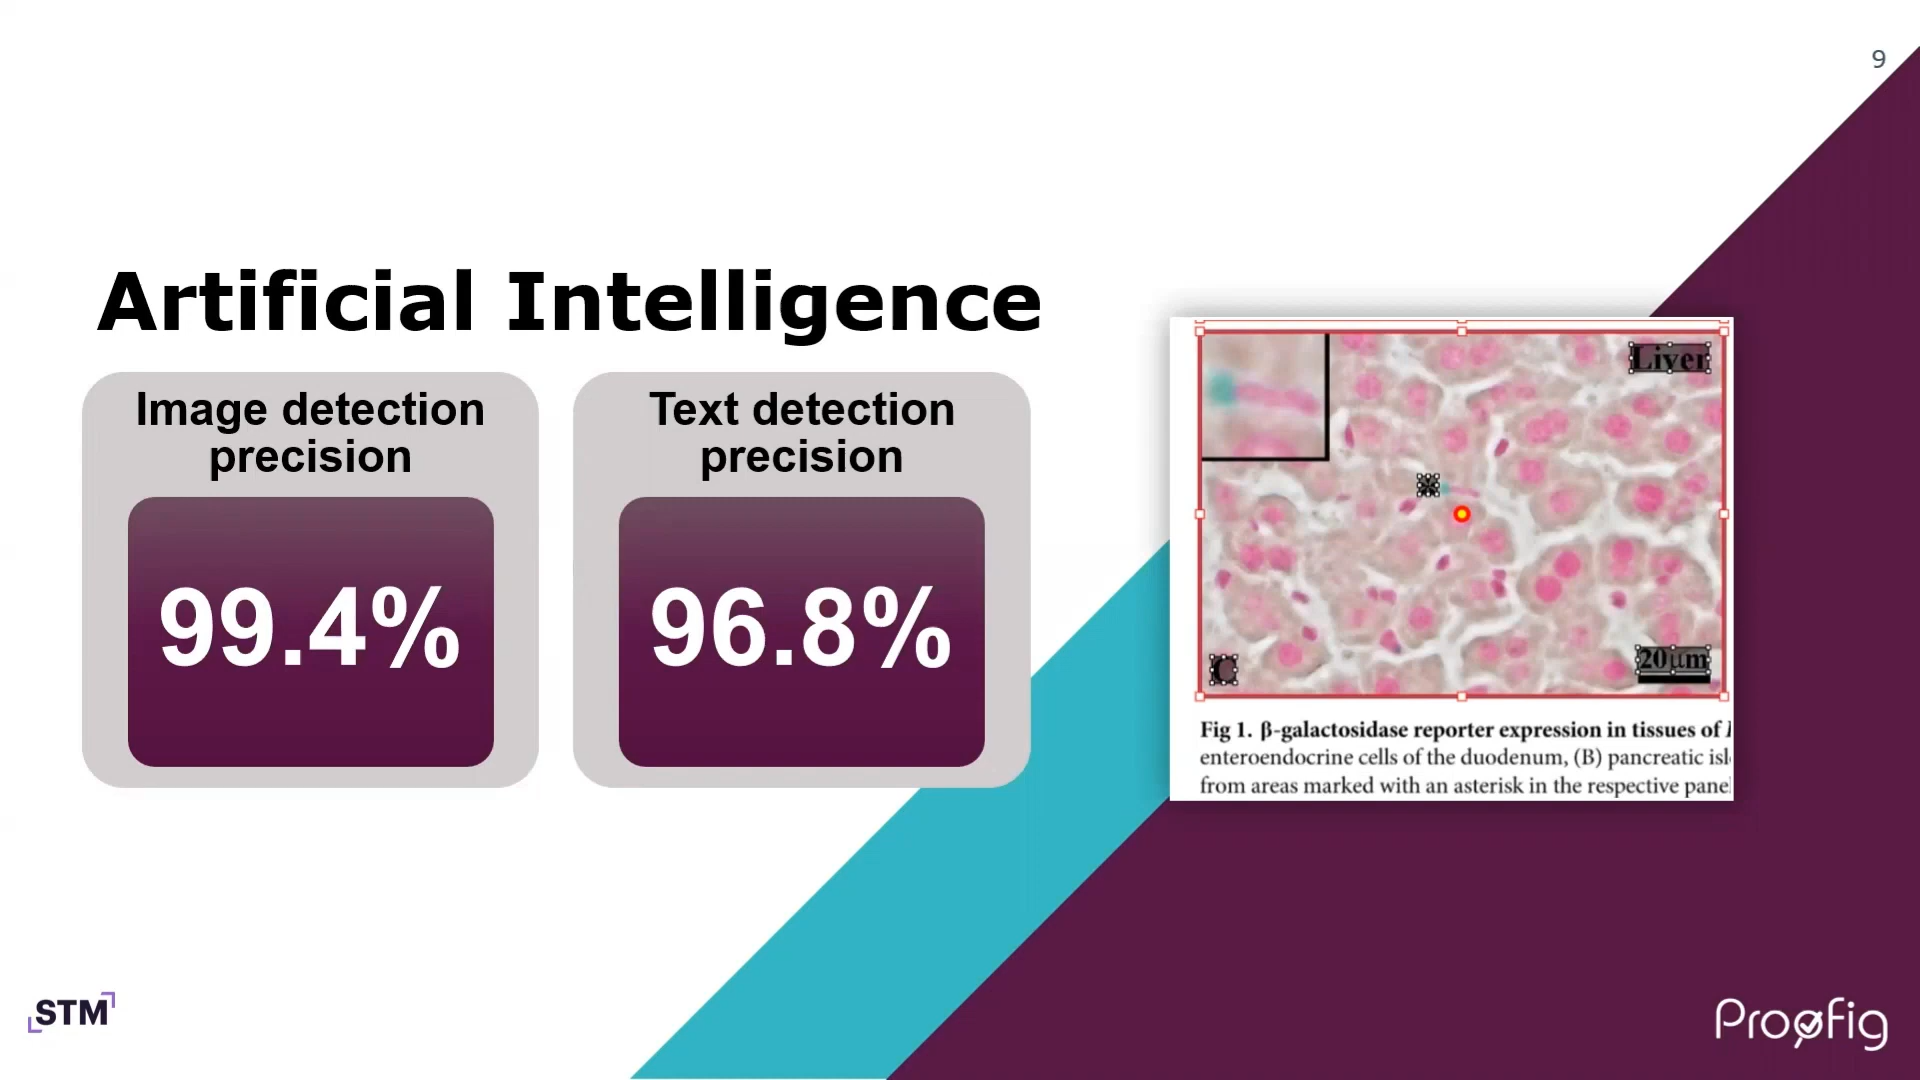 9
Artificial Intelligence
Image detection
precision
99.4%
Text detection
precision
96.8%
Liver
C
20µm
Fig 1. β-galactosidase reporter expression in tissues of
enteroendocrine cells of the duodenum, (B) pancreatic
from areas marked with an asterisk in the respective
STM
Proofig